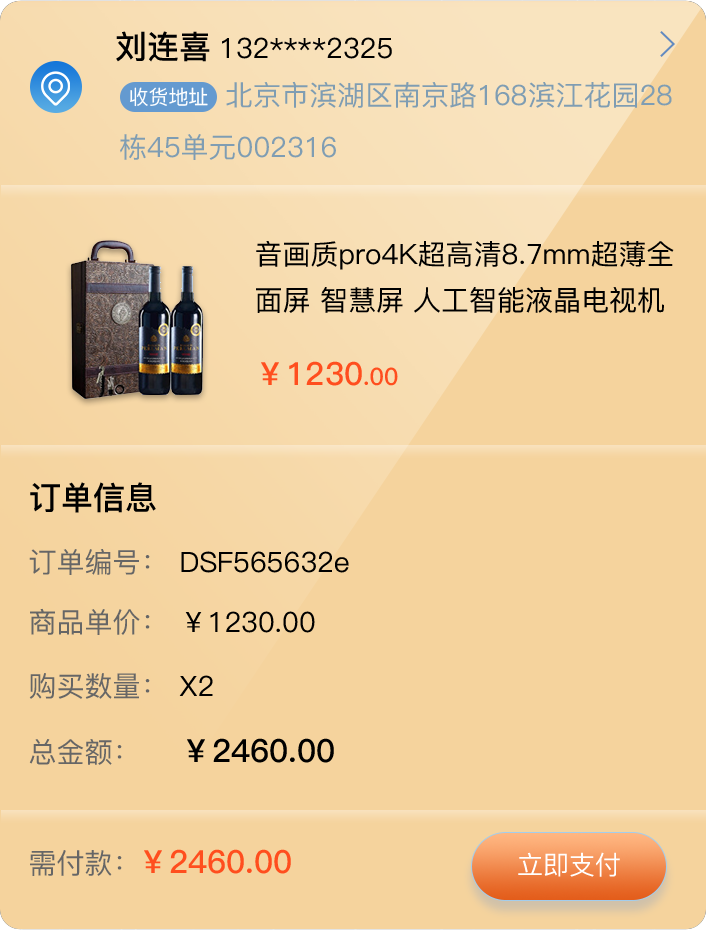 刘连喜 132****2325
收货地址 北京市滨湖区南京路168滨江花园28
栋45单元002316
音画质pro4K超高清8.7mm超薄全
面屏 智慧屏 人工智能液晶电视机
￥1230.00
订单信息
订单编号： DSF565632e
商品单价： ￥1230.00
购买数量： X2
总金额： ￥2460.00
需付款： ￥2460.00
立即支付